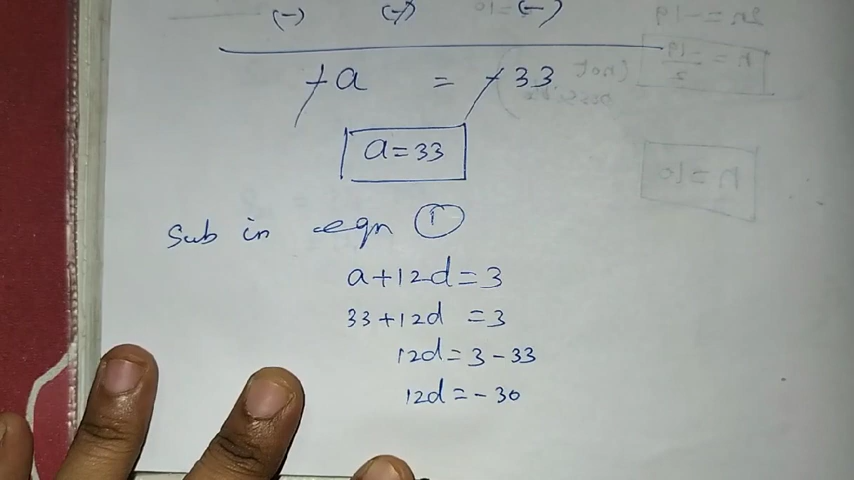 (-) (-) (-)
-a = -33
a=33
Sub in eqn ①
a+12d=3
33+12d =3
12d=3-33
12d=-30